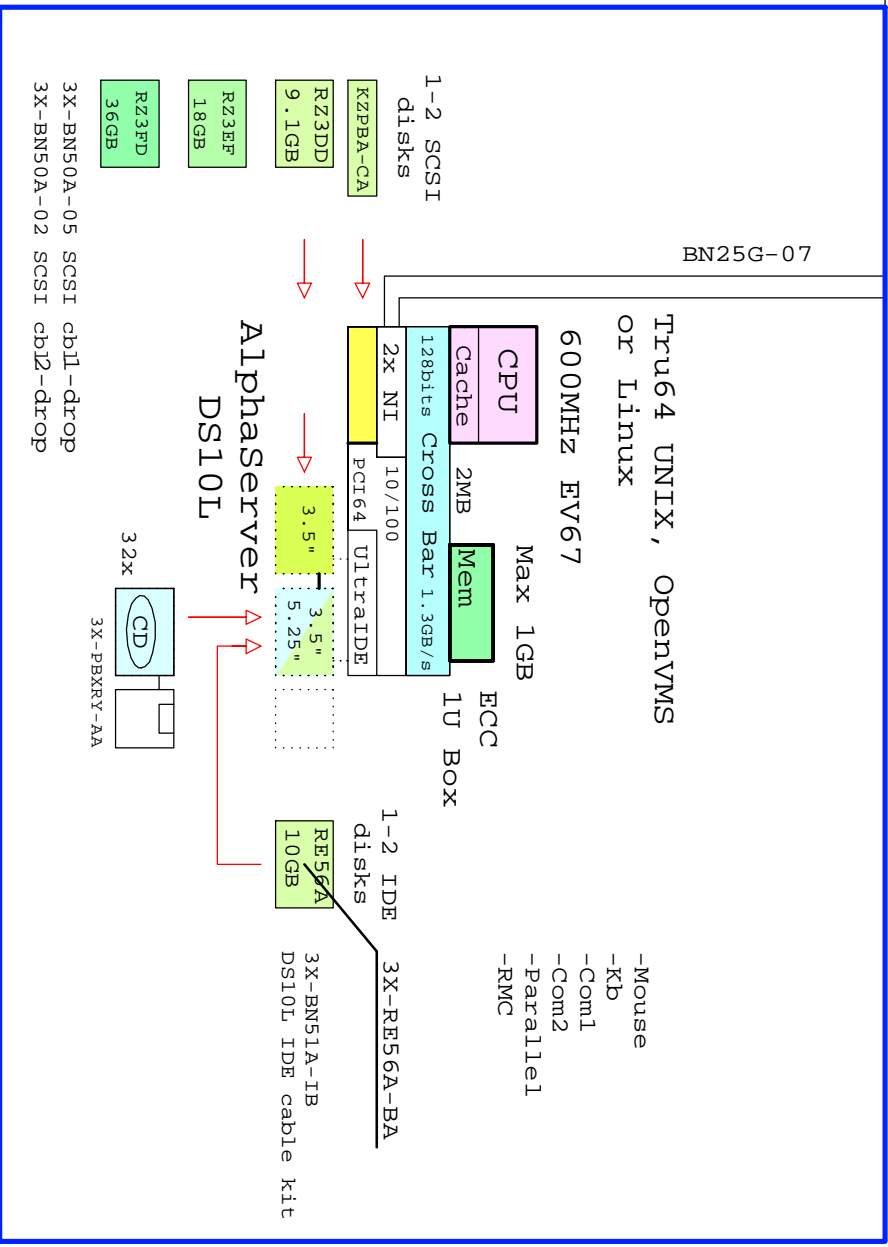 BN25G-07
Tru64 UNIX, OpenVMS
or Linux
600MHz EV67
-Mouse
-Kb
-Com1
-Com2
-Parallel
-RMC
CPU
Cache
2MB
Max 1GB
Mem
ECC
1U Box
128bits Cross Bar 1.3GB/s
2x NI
10/100
PCI64
UltraIDE
1-2 SCSI
disks
KZPBA-CA
RZ3DD
9.1GB
RZ3EF
18GB
RZ3FD
36GB
3X-BN50A-05 SCSI cbl1-drop
3X-BN50A-02 SCSI cbl2-drop
3.5"
3.5"
5.25"
AlphaServer
DS10L
32x
CD
3X-PBXRY-AA
1-2 IDE
disks
RE56A
10GB
3X-RE56A-BA
3X-BN51A-IB
DS10L IDE cable kit